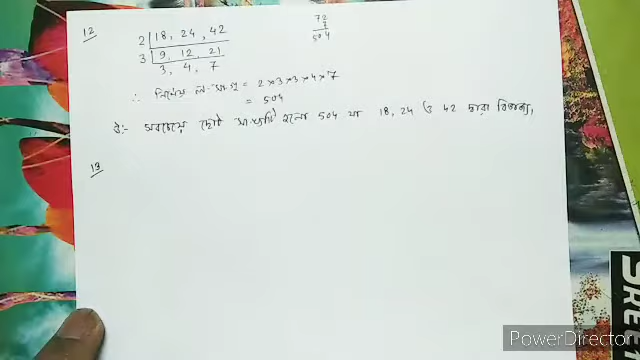 12
2 | 18, 24, 42
3 | 9, 12, 21
3, 4, 7
72
7
504
∴ নির্ণেয় ল.সা.গু = 2×3×3×4×7
= 504
উ:- সবচেয়ে ছোট সংখ্যাটি হলো 504 যা 18, 24 ও 42 দ্বারা বিভাজ্য,
13
PowerDirector